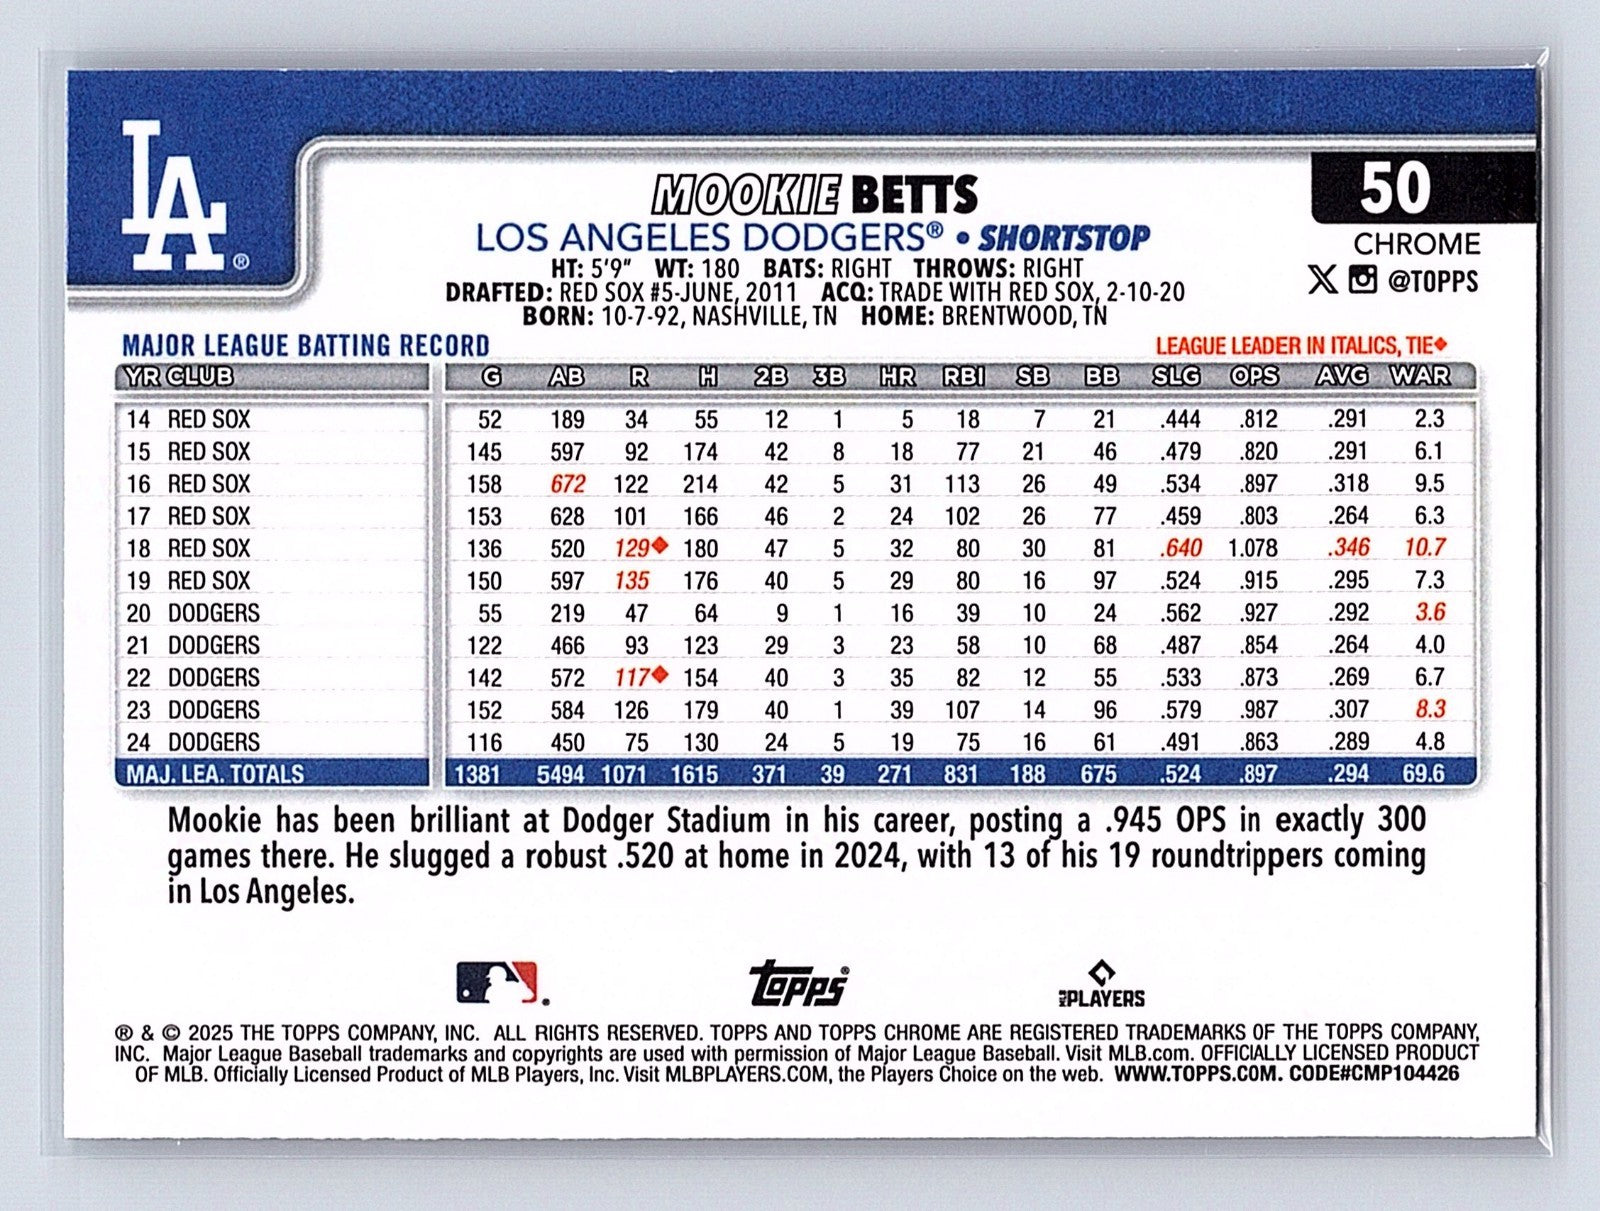 LA®
MOOKIE BETTS
50
LOS ANGELES DODGERS® • SHORTSTOP
CHROME
HT: 5'9" WT: 180 BATS: RIGHT THROWS: RIGHT
@TOPPS
DRAFTED: RED SOX #5-JUNE, 2011 ACQ: TRADE WITH RED SOX, 2-10-20
BORN: 10-7-92, NASHVILLE, TN HOME: BRENTWOOD, TN
MAJOR LEAGUE BATTING RECORD LEAGUE LEADER IN ITALICS, TIE◆
YR CLUB G AB R H 2B 3B HR RBI SB BB SLG OPS AVG WAR
14 RED SOX 52 189 34 55 12 1 5 18 7 21 .444 .812 .291 2.3
15 RED SOX 145 597 92 174 42 8 18 77 21 46 .479 .820 .291 6.1
16 RED SOX 158 672 122 214 42 5 31 113 26 49 .534 .897 .318 9.5
17 RED SOX 153 628 101 166 46 2 24 102 26 77 .459 .803 .264 6.3
18 RED SOX 136 520 129◆ 180 47 5 32 80 30 81 .640 1.078 .346 10.7
19 RED SOX 150 597 135 176 40 5 29 80 16 97 .524 .915 .295 7.3
20 DODGERS 55 219 47 64 9 1 16 39 10 24 .562 .927 .292 3.6
21 DODGERS 122 466 93 123 29 3 23 58 10 68 .487 .854 .264 4.0
22 DODGERS 142 572 117◆ 154 40 3 35 82 12 55 .533 .873 .269 6.7
23 DODGERS 152 584 126 179 40 1 39 107 14 96 .579 .987 .307 8.3
24 DODGERS 116 450 75 130 24 5 19 75 16 61 .491 .863 .289 4.8
MAJ. LEA. TOTALS 1381 5494 1071 1615 371 39 271 831 188 675 .524 .897 .294 69.6
Mookie has been brilliant at Dodger Stadium in his career, posting a .945 OPS in exactly 300
games there. He slugged a robust .520 at home in 2024, with 13 of his 19 roundtrippers coming
in Los Angeles.
Topps®
MLB PLAYERS
® & © 2025 THE TOPPS COMPANY, INC. ALL RIGHTS RESERVED. TOPPS AND TOPPS CHROME ARE REGISTERED TRADEMARKS OF THE TOPPS COMPANY,
INC. Major League Baseball trademarks and copyrights are used with permission of Major League Baseball. Visit MLB.com. OFFICIALLY LICENSED PRODUCT
OF MLB. Officially Licensed Product of MLB Players, Inc. Visit MLBPLAYERS.COM, the Players Choice on the web. WWW.TOPPS.COM. CODE#CMP104426